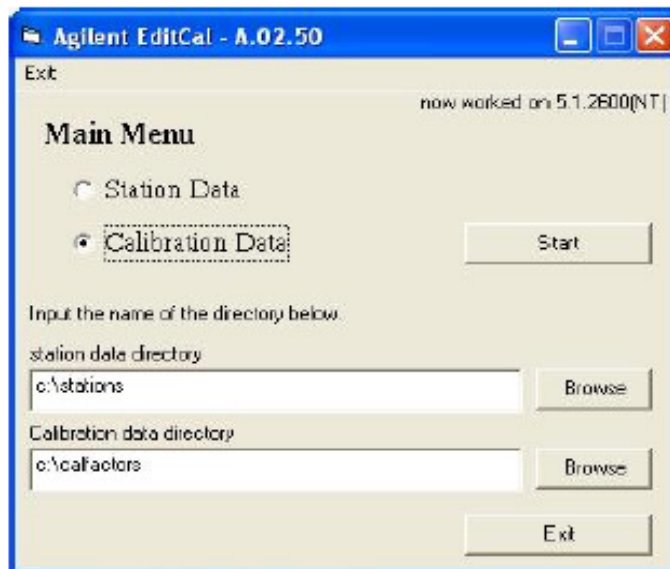 Agilent EditCal - A.02.50
Exit
now worked on 5.1.2600(NT)
Main Menu
Station Data
Calibration Data
Start
Input the name of the directory below.
station data directory
c:\stations
Browse
Calibration data directory
c:\calfactors
Browse
Exit